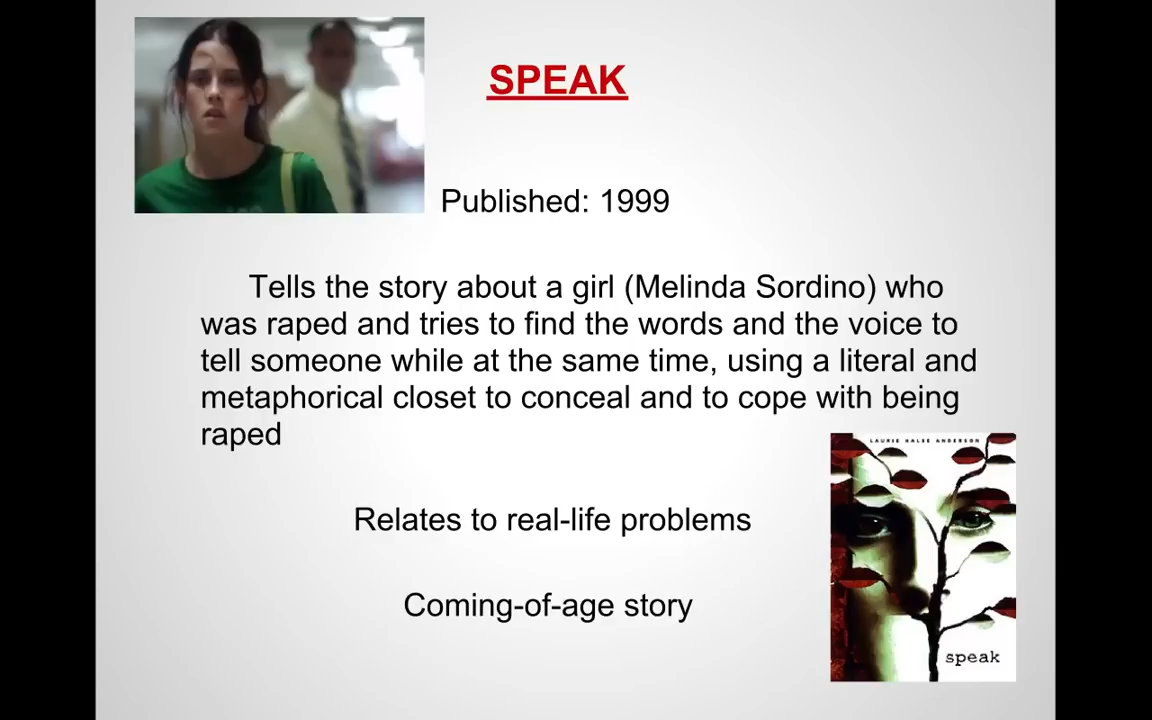 SPEAK
Published: 1999
Tells the story about a girl (Melinda Sordino) who
was raped and tries to find the words and the voice to
tell someone while at the same time, using a literal and
metaphorical closet to conceal and to cope with being
raped
LAURIE HALSE ANDERSON
Relates to real-life problems
Coming-of-age story
speak